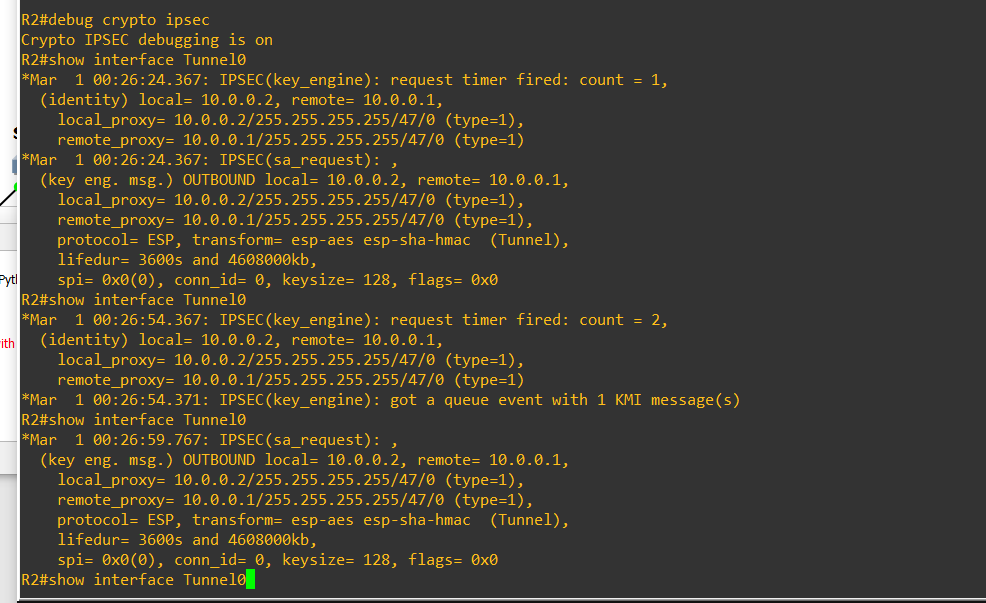 R2#debug crypto ipsec
Crypto IPSEC debugging is on
R2#show interface Tunnel0
*Mar  1 00:26:24.367: IPSEC(key_engine): request timer fired: count = 1,
  (identity) local= 10.0.0.2, remote= 10.0.0.1,
    local_proxy= 10.0.0.2/255.255.255.255/47/0 (type=1),
    remote_proxy= 10.0.0.1/255.255.255.255/47/0 (type=1)
*Mar  1 00:26:24.367: IPSEC(sa_request): ,
  (key eng. msg.) OUTBOUND local= 10.0.0.2, remote= 10.0.0.1,
    local_proxy= 10.0.0.2/255.255.255.255/47/0 (type=1),
    remote_proxy= 10.0.0.1/255.255.255.255/47/0 (type=1),
    protocol= ESP, transform= esp-aes esp-sha-hmac  (Tunnel),
    lifedur= 3600s and 4608000kb,
    spi= 0x0(0), conn_id= 0, keysize= 128, flags= 0x0
R2#show interface Tunnel0
*Mar  1 00:26:54.367: IPSEC(key_engine): request timer fired: count = 2,
  (identity) local= 10.0.0.2, remote= 10.0.0.1,
    local_proxy= 10.0.0.2/255.255.255.255/47/0 (type=1),
    remote_proxy= 10.0.0.1/255.255.255.255/47/0 (type=1)
*Mar  1 00:26:54.371: IPSEC(key_engine): got a queue event with 1 KMI message(s)
R2#show interface Tunnel0
*Mar  1 00:26:59.767: IPSEC(sa_request): ,
  (key eng. msg.) OUTBOUND local= 10.0.0.2, remote= 10.0.0.1,
    local_proxy= 10.0.0.2/255.255.255.255/47/0 (type=1),
    remote_proxy= 10.0.0.1/255.255.255.255/47/0 (type=1),
    protocol= ESP, transform= esp-aes esp-sha-hmac  (Tunnel),
    lifedur= 3600s and 4608000kb,
    spi= 0x0(0), conn_id= 0, keysize= 128, flags= 0x0
R2#show interface Tunnel0